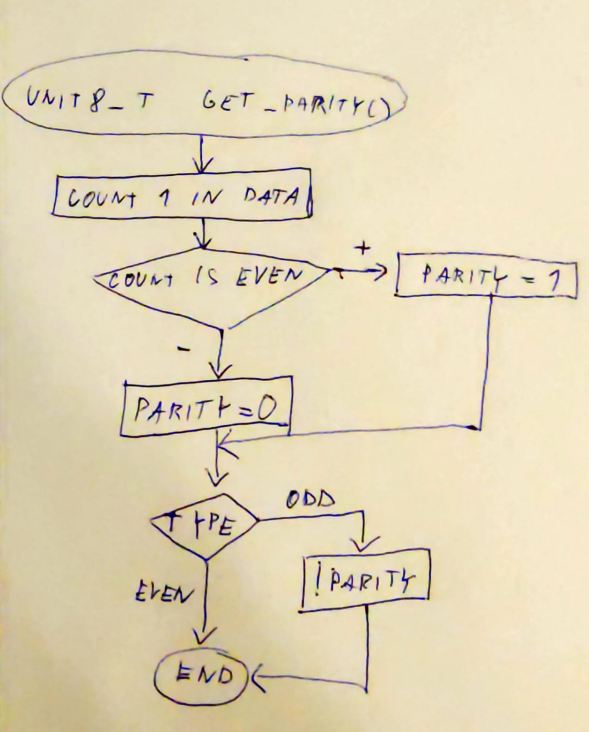 UNIT8_T GET_PARITY()
COUNT 1 IN DATA
COUNT IS EVEN
+
PARITY = 1
-
PARITY=0
TYPE
ODD
!PARITY
EVEN
END